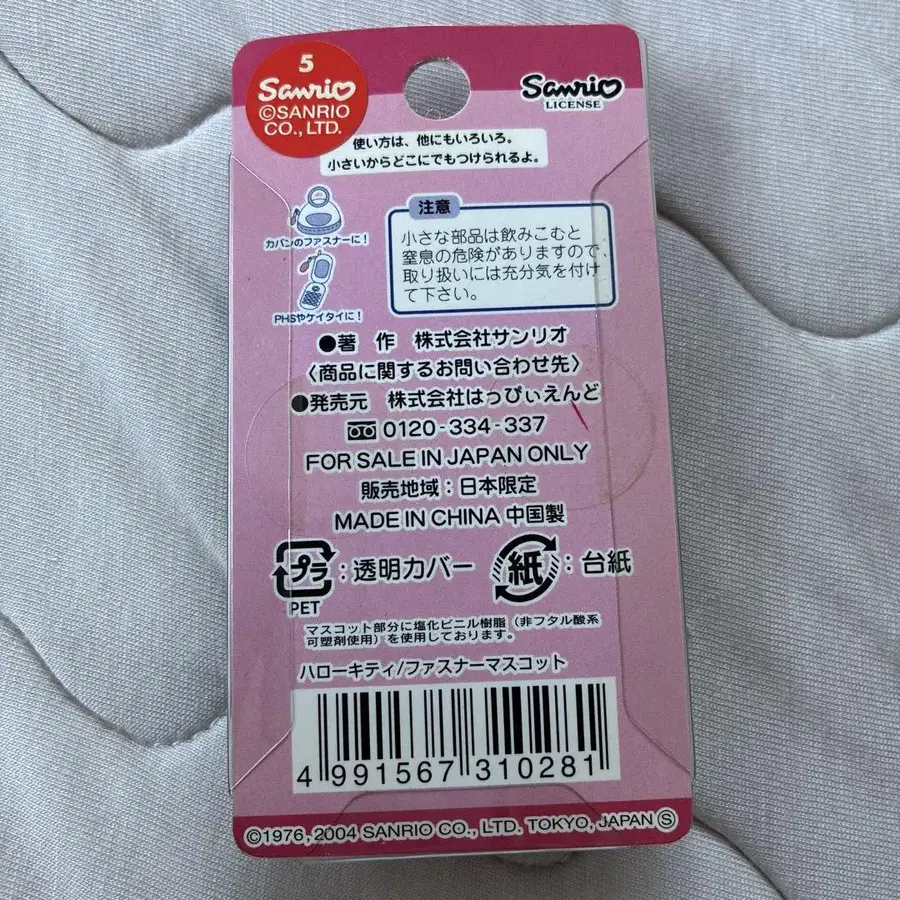 5
Sanrio
©SANRIO
CO., LTD.
Sanrio
LICENSE
使い方は、他にもいろいろ。
小さいからどこにでもつけられるよ。
カバンのファスナーに!
PHSやケイタイに!
注意
小さな部品は飲みこむと
窒息の危険がありますので、
取り扱いには充分気を付け
て下さい。
●著 作 株式会社サンリオ
〈商品に関するお問い合わせ先〉
●発売元 株式会社はっぴぃえんど
0120-334-337
FOR SALE IN JAPAN ONLY
販売地域:日本限定
MADE IN CHINA 中国製
プラ:透明カバー 紙:台紙
PET
マスコット部分に塩化ビニル樹脂(非フタル酸系
可塑剤使用)を使用しております。
ハローキティ/ファスナーマスコット
4 991567 310281
©1976, 2004 SANRIO CO., LTD. TOKYO, JAPAN Ⓢ